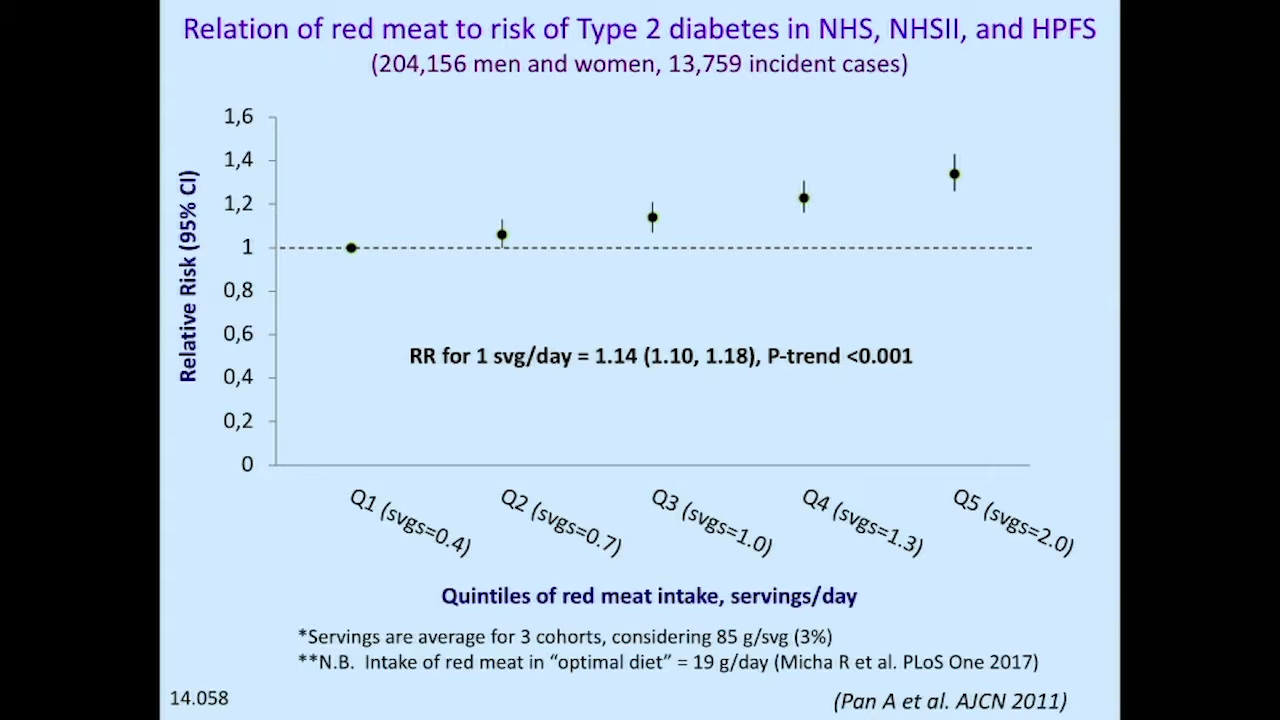 Relation of red meat to risk of Type 2 diabetes in NHS, NHSII, and HPFS
(204,156 men and women, 13,759 incident cases)
1,6
1,4
1,2
1
0,8
0,6
0,4
0,2
0
Relative Risk (95% CI)
RR for 1 svg/day = 1.14 (1.10, 1.18), P-trend <0.001
Q1 (svgs=0.4)
Q2 (svgs=0.7)
Q3 (svgs=1.0)
Q4 (svgs=1.3)
Q5 (svgs=2.0)
Quintiles of red meat intake, servings/day
*Servings are average for 3 cohorts, considering 85 g/svg (3%)
**N.B. Intake of red meat in “optimal diet” = 19 g/day (Micha R et al. PLoS One 2017)
14.058
(Pan A et al. AJCN 2011)